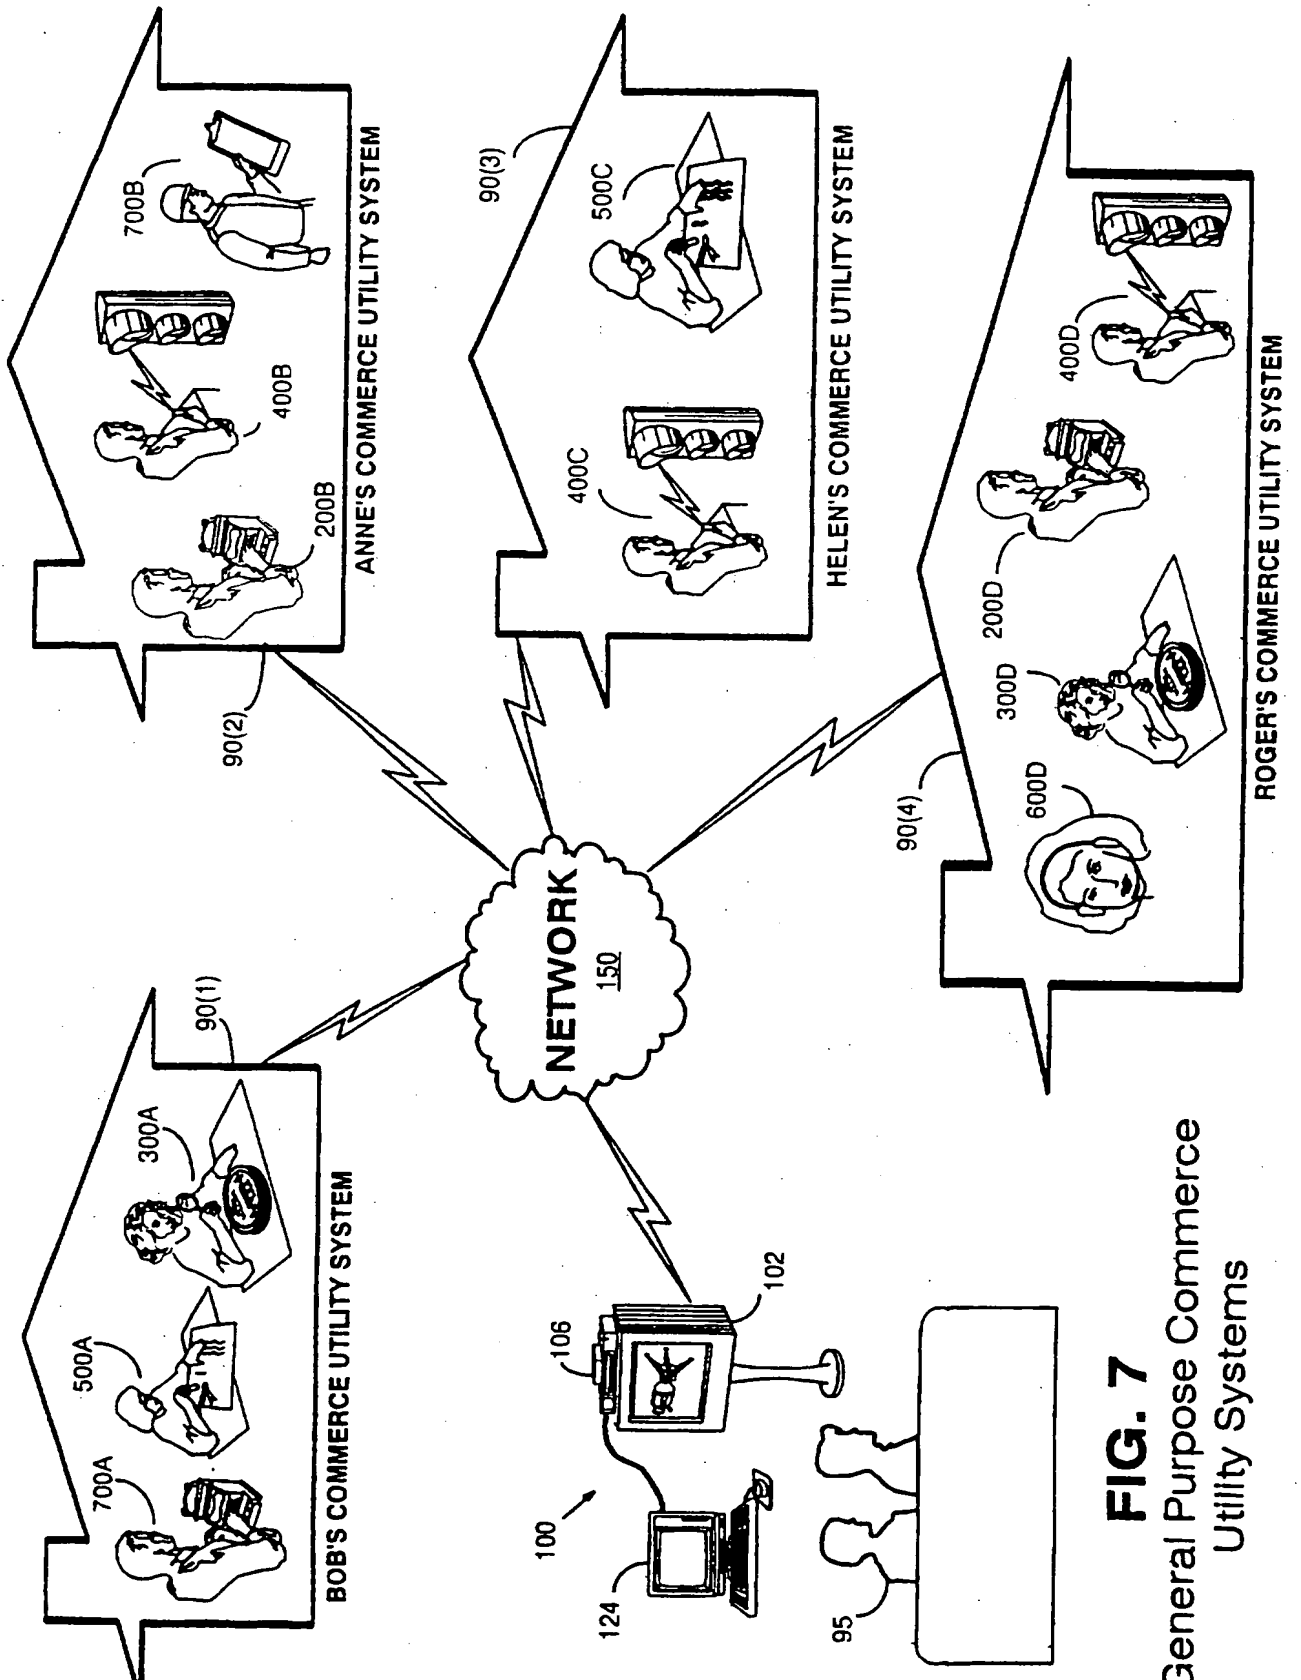 700A
500A
300A
90(1)
BOB'S COMMERCE UTILITY SYSTEM
90(2)
200B
400B
700B
ANNE'S COMMERCE UTILITY SYSTEM
NETWORK
150
90(3)
400C
500C
HELEN'S COMMERCE UTILITY SYSTEM
124
100
106
102
95
90(4)
600D
300D
200D
400D
ROGER'S COMMERCE UTILITY SYSTEM
FIG. 7
General Purpose Commerce
Utility Systems